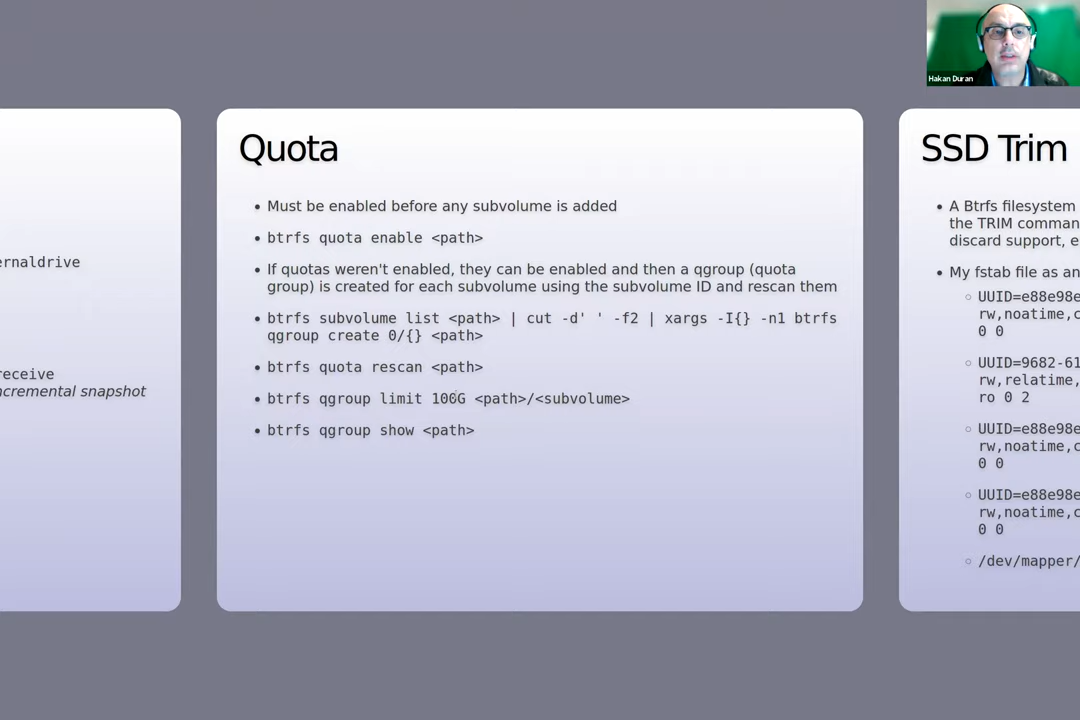 Hakan Duran
ernaldrive
receive
ncremental snapshot
Quota
• Must be enabled before any subvolume is added
• btrfs quota enable <path>
• If quotas weren't enabled, they can be enabled and then a qgroup (quota
group) is created for each subvolume using the subvolume ID and rescan them
• btrfs subvolume list <path> | cut -d' ' -f2 | xargs -I{} -n1 btrfs
qgroup create 0/{} <path>
• btrfs quota rescan <path>
• btrfs qgroup limit 100G <path>/<subvolume>
• btrfs qgroup show <path>
SSD Trim
• A Btrfs filesystem
the TRIM comman
discard support, e
• My fstab file as an
○ UUID=e88e98e
rw,noatime,c
0 0
○ UUID=9682-61
rw,relatime,
ro 0 2
○ UUID=e88e98e
rw,noatime,c
0 0
○ UUID=e88e98e
rw,noatime,c
0 0
○ /dev/mapper/